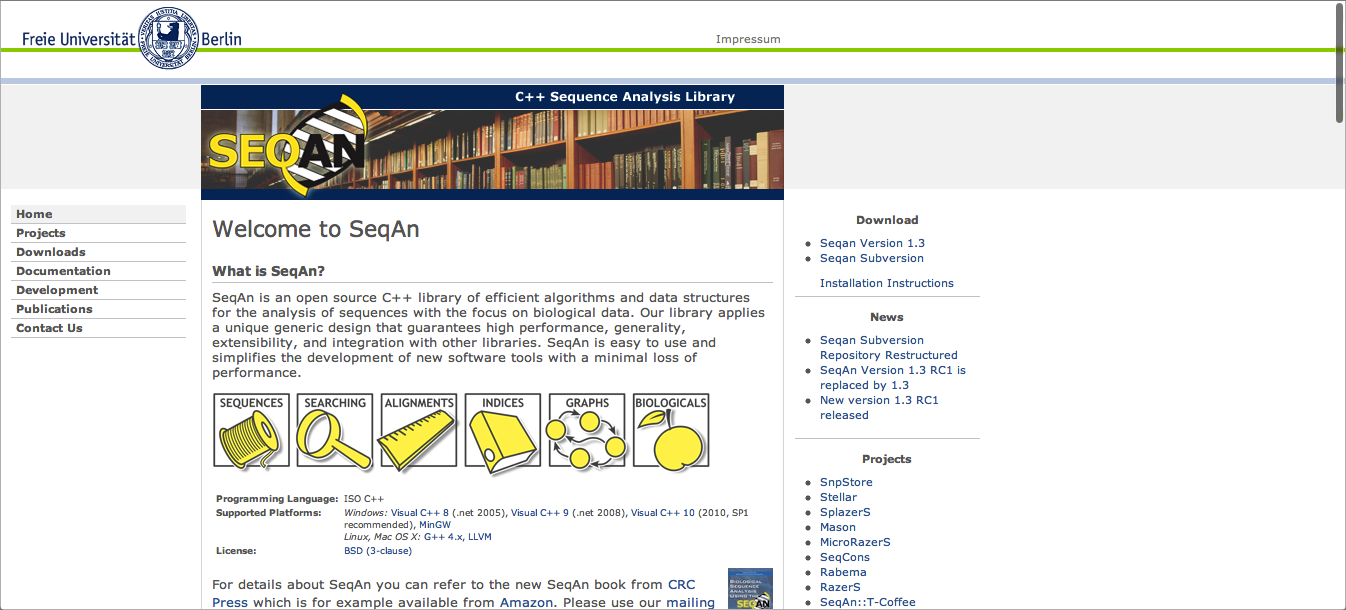 Freie Universität Berlin
Impressum
C++ Sequence Analysis Library
SEQAN
Home
Projects
Downloads
Documentation
Development
Publications
Contact Us
Welcome to SeqAn
What is SeqAn?
SeqAn is an open source C++ library of efficient algorithms and data structures
for the analysis of sequences with the focus on biological data. Our library applies
a unique generic design that guarantees high performance, generality,
extensibility, and integration with other libraries. SeqAn is easy to use and
simplifies the development of new software tools with a minimal loss of
performance.
SEQUENCES SEARCHING ALIGNMENTS INDICES GRAPHS BIOLOGICALS
Programming Language: ISO C++
Supported Platforms: Windows: Visual C++ 8 (.net 2005), Visual C++ 9 (.net 2008), Visual C++ 10 (2010, SP1
recommended), MinGW
Linux, Mac OS X: G++ 4.x, LLVM
License: BSD (3-clause)
For details about SeqAn you can refer to the new SeqAn book from CRC
Press which is for example available from Amazon. Please use our mailing
BIOLOGICAL
SEQUENCE
ANALYSIS
SEQAN
Download
Seqan Version 1.3
Seqan Subversion
Installation Instructions
News
Seqan Subversion
Repository Restructured
SeqAn Version 1.3 RC1 is
replaced by 1.3
New version 1.3 RC1
released
Projects
SnpStore
Stellar
SplazerS
Mason
MicroRazerS
SeqCons
Rabema
RazerS
SeqAn::T-Coffee